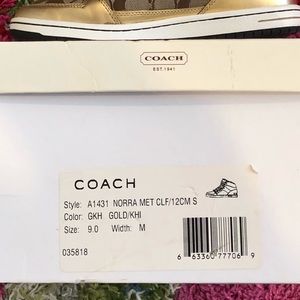 COACH
EST. 1941
COACH
Style: A1431 NORRA MET CLF/12CM S
Color: GKH GOLD/KHI
Size: 9.0 Width: M
035818
6 63360 77706 9